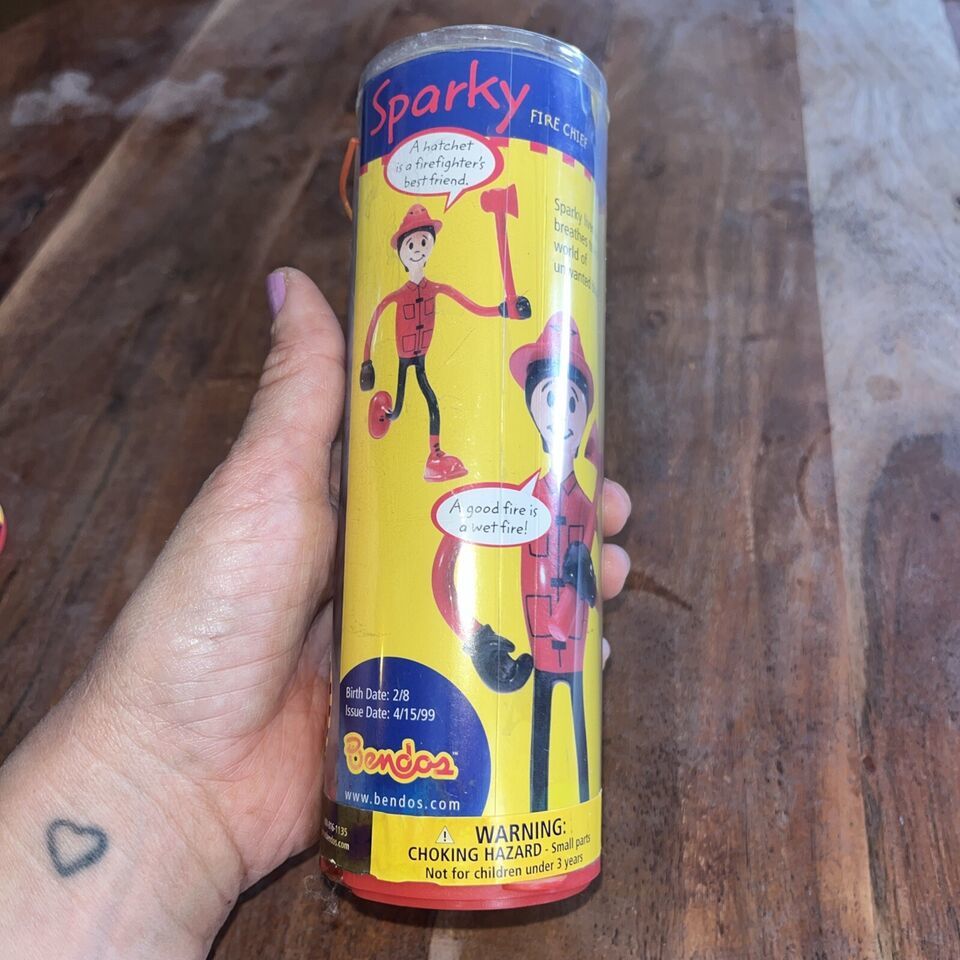 Sparky
FIRE CHIEF
A hatchet
is a firefighter's
best friend.
Sparky
breathes
world of
unwanted
A good fire is
a wet fire!
Birth Date: 2/8
Issue Date: 4/15/99
Bendos™
www.bendos.com
WARNING:
CHOKING HAZARD - Small parts
Not for children under 3 years